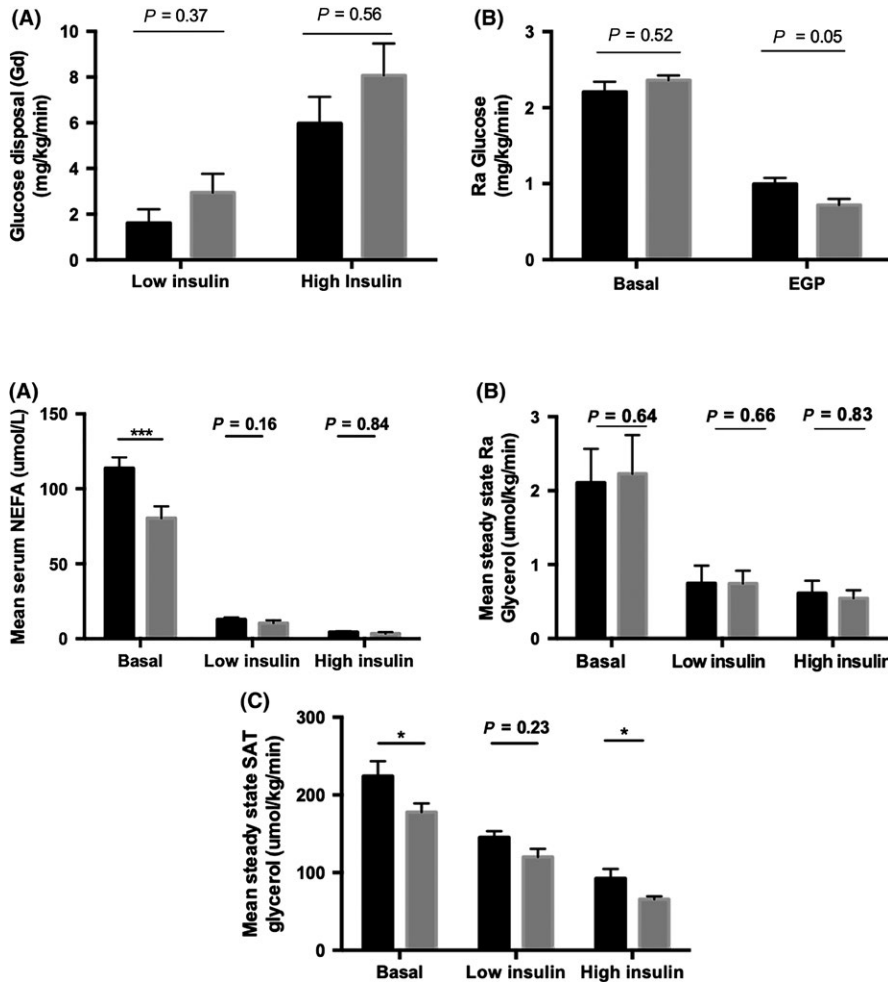 (A)
P = 0.37
P = 0.56
Glucose disposal (Gd)
(mg/kg/min)
10
8
6
4
2
0
Low insulin
High Insulin
(B)
P = 0.52
P = 0.05
Ra Glucose
(mg/kg/min)
3
2
1
0
Basal
EGP
(A)
***
P = 0.16
P = 0.84
Mean serum NEFA (umol/L)
150
100
50
0
Basal
Low insulin
High insulin
(B)
P = 0.64
P = 0.66
P = 0.83
Mean steady state Ra
Glycerol (umol/kg/min)
3
2
1
0
Basal
Low insulin
High insulin
(C)
*
P = 0.23
*
Mean steady state SAT
glycerol (umol/kg/min)
300
200
100
0
Basal
Low insulin
High insulin